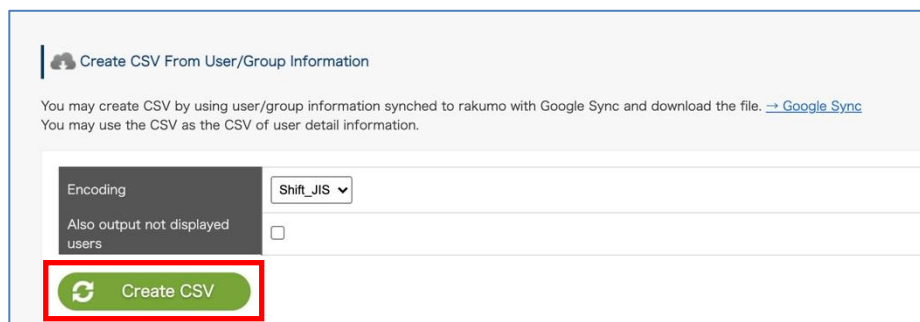 Create CSV From User/Group Information
You may create CSV by using user/group information synched to rakumo with Google Sync and download the file. → Google Sync
You may use the CSV as the CSV of user detail information.
Encoding
Shift_JIS
Also output not displayed
users
Create CSV